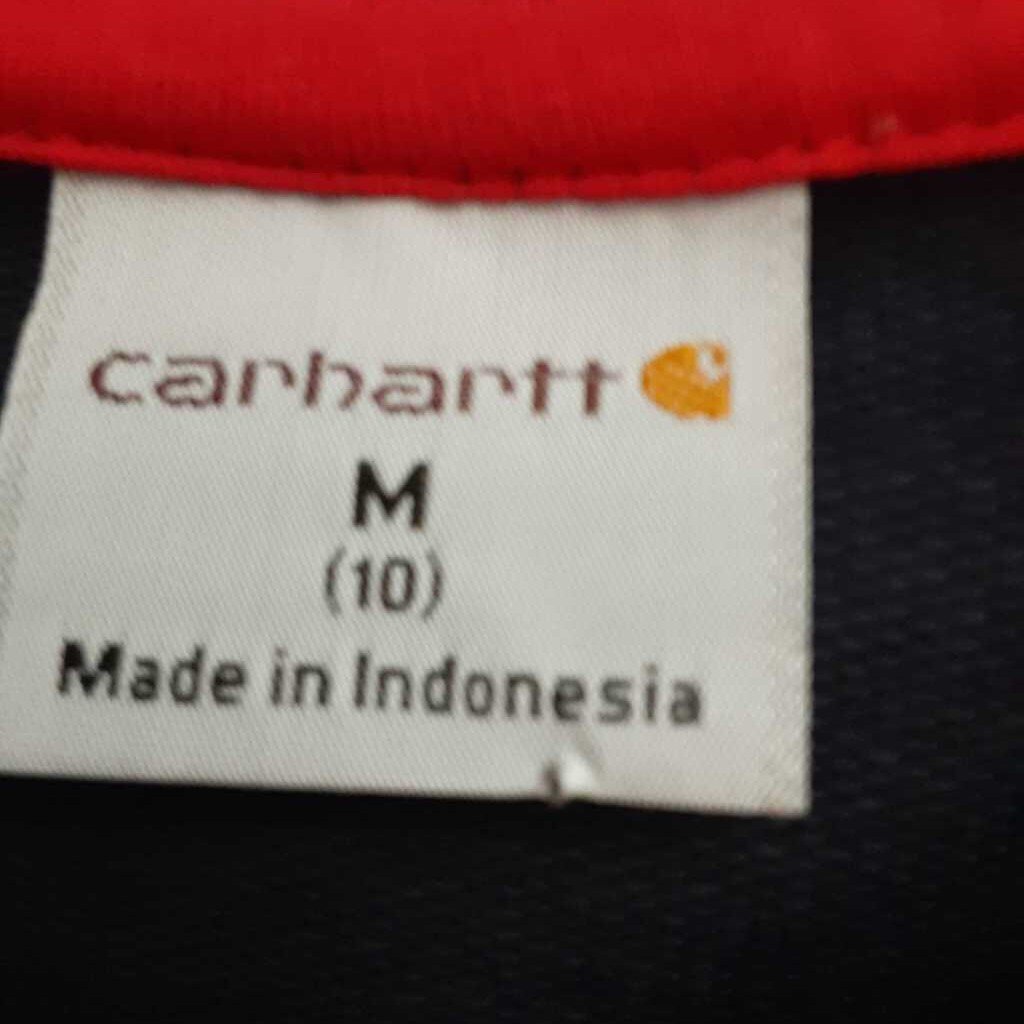 carhartt
M
(10)
Made in Indonesia